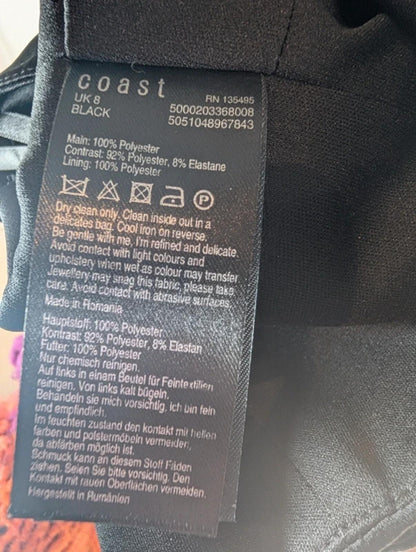 coast
UK 8
BLACK
RN 135495
5000203368008
5051048967843
Main: 100% Polyester
Contrast: 92% Polyester, 8% Elastane
Lining: 100% Polyester
P
Dry clean only. Clean inside out in a
delicates bag. Cool iron on reverse.
Be gentle with me, I'm refined and delicate.
Avoid contact with light colours and
upholstery when wet as colour may transfer
Jewellery may snag this fabric, please take
care. Avoid contact with abrasive surfaces.
Made in Romania
Hauptstoff: 100% Polyester
Kontrast: 92% Polyester, 8% Elastan
Futter: 100% Polyester
Nur chemisch reinigen.
Auf links in einem Beutel für Feintextilien
reinigen. Von links kalt bügeln.
Behandeln sie mich vorsichtig. Ich bin fein
und empfindlich.
Im feuchten zustand den kontakt mit hellen
farben und polstermöbeln vermeiden,
da abfärben möglich ist.
Schmuck kann an diesem Stoff Fäden
ziehen. Seien Sie bitte vorsichtig. Den
Kontakt mit rauen Oberflächen vermeiden.
Hergestellt in Rumänien